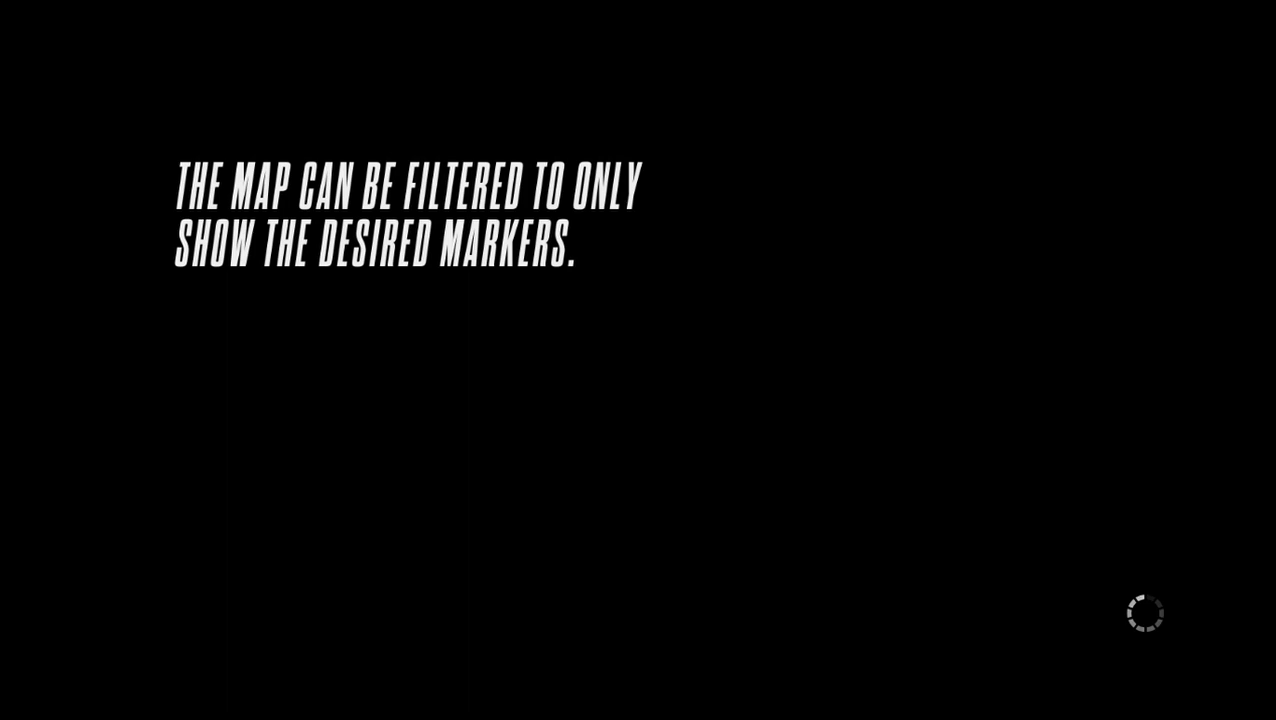 THE MAP CAN BE FILTERED TO ONLY
SHOW THE DESIRED MARKERS.